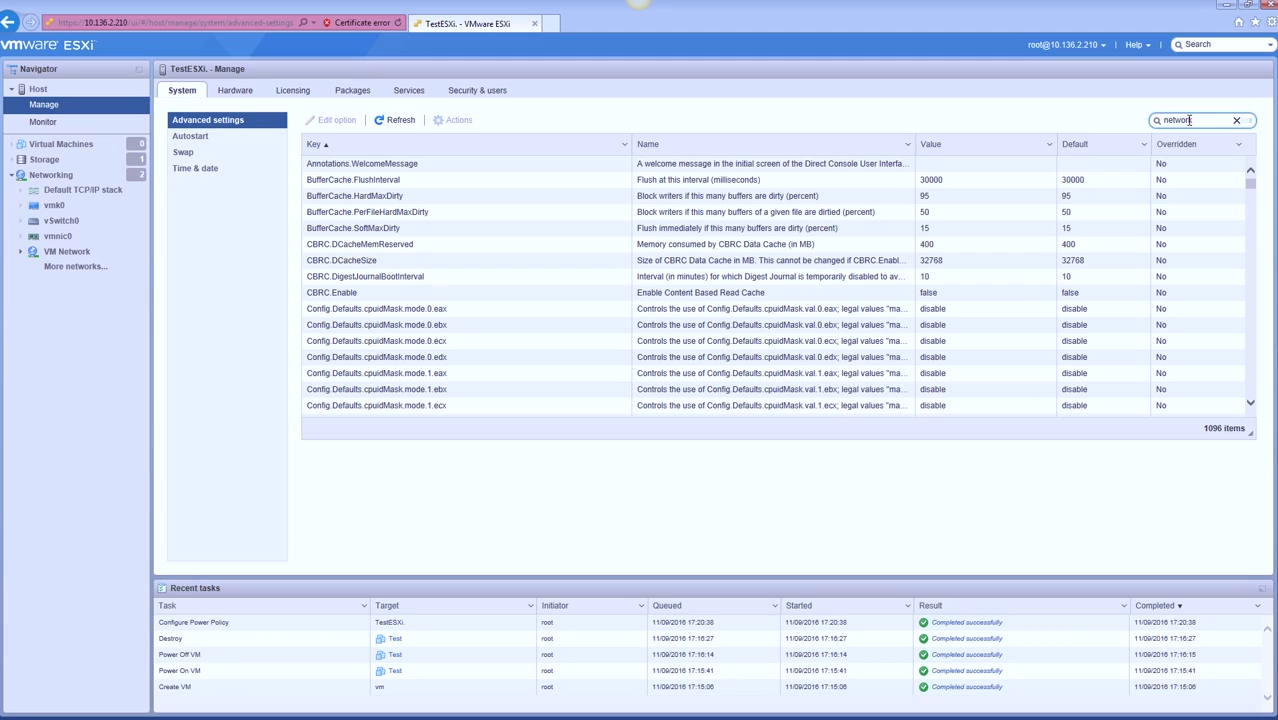 https://10.136.2.210/ui/#/host/manage/system/advanced-settings
Certificate error
TestESXi. - VMware ESXi
vmware ESXi
root@10.136.2.210
Help
Search
Navigator
TestESXi. - Manage
Host
Manage
Monitor
Virtual Machines 0
Storage 1
Networking 2
Default TCP/IP stack
vmk0
vSwitch0
vmnic0
VM Network
More networks...
System Hardware Licensing Packages Services Security & users
Advanced settings
Autostart
Swap
Time & date
Edit option Refresh Actions
Key Name Value Default Overridden
Annotations.WelcomeMessage A welcome message in the initial screen of the Direct Console User Interfa... No
BufferCache.FlushInterval Flush at this interval (milliseconds) 30000 30000 No
BufferCache.HardMaxDirty Block writers if this many buffers are dirty (percent) 95 95 No
BufferCache.PerFileHardMaxDirty Block writers if this many buffers of a given file are dirtied (percent) 50 50 No
BufferCache.SoftMaxDirty Flush immediately if this many buffers are dirty (percent) 15 15 No
CBRC.DCacheMemReserved Memory consumed by CBRC Data Cache (in MB) 400 400 No
CBRC.DCacheSize Size of CBRC Data Cache in MB. This cannot be changed if CBRC.Enabl... 32768 32768 No
CBRC.DigestJournalBootInterval Interval (in minutes) for which Digest Journal is temporarily disabled to av... 10 10 No
CBRC.Enable Enable Content Based Read Cache false false No
Config.Defaults.cpuidMask.mode.0.eax Controls the use of Config.Defaults.cpuidMask.val.0.eax; legal values "ma... disable disable No
Config.Defaults.cpuidMask.mode.0.ebx Controls the use of Config.Defaults.cpuidMask.val.0.ebx; legal values "ma... disable disable No
Config.Defaults.cpuidMask.mode.0.ecx Controls the use of Config.Defaults.cpuidMask.val.0.ecx; legal values "ma... disable disable No
Config.Defaults.cpuidMask.mode.0.edx Controls the use of Config.Defaults.cpuidMask.val.0.edx; legal values "ma... disable disable No
Config.Defaults.cpuidMask.mode.1.eax Controls the use of Config.Defaults.cpuidMask.val.1.eax; legal values "ma... disable disable No
Config.Defaults.cpuidMask.mode.1.ebx Controls the use of Config.Defaults.cpuidMask.val.1.ebx; legal values "ma... disable disable No
Config.Defaults.cpuidMask.mode.1.ecx Controls the use of Config.Defaults.cpuidMask.val.1.ecx; legal values "ma... disable disable No
1096 items
Recent tasks
Task Target Initiator Queued Started Result Completed
Configure Power Policy TestESXi. root 11/09/2016 17:20:38 11/09/2016 17:20:38 Completed successfully 11/09/2016 17:20:38
Destroy Test root 11/09/2016 17:16:27 11/09/2016 17:16:27 Completed successfully 11/09/2016 17:16:27
Power Off VM Test root 11/09/2016 17:16:14 11/09/2016 17:16:14 Completed successfully 11/09/2016 17:16:15
Power On VM Test root 11/09/2016 17:15:41 11/09/2016 17:15:41 Completed successfully 11/09/2016 17:15:41
Create VM vm root 11/09/2016 17:15:06 11/09/2016 17:15:06 Completed successfully 11/09/2016 17:15:06